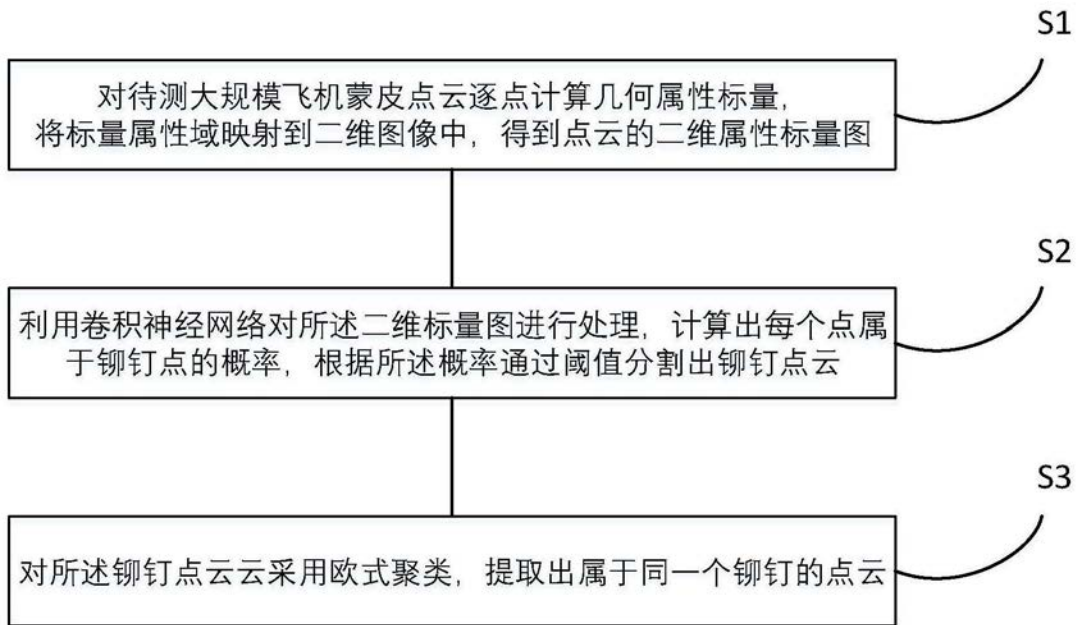 S1
对待测大规模飞机蒙皮点云逐点计算几何属性标量，
将标量属性域映射到二维图像中，得到点云的二维属性标量图
S2
利用卷积神经网络对所述二维标量图进行处理，计算出每个点属
于铆钉点的概率，根据所述概率通过阈值分割出铆钉点云
S3
对所述铆钉点云云采用欧式聚类，提取出属于同一个铆钉的点云